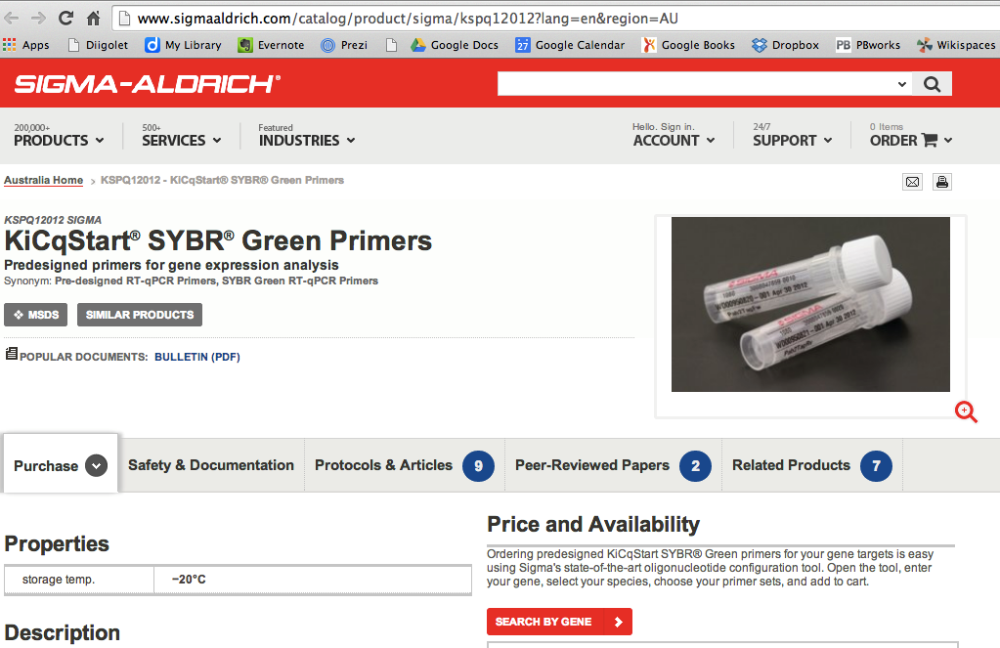 www.sigmaaldrich.com/catalog/product/sigma/kspq12012?lang=en&region=AU
Apps Diigolet My Library Evernote Prezi Google Docs 27 Google Calendar Google Books Dropbox PB PBworks Wikispaces
SIGMA-ALDRICH®
200,000+ 500+ Featured Hello. Sign in. 24/7 0 Items
PRODUCTS SERVICES INDUSTRIES ACCOUNT SUPPORT ORDER
Australia Home > KSPQ12012 - KiCqStart® SYBR® Green Primers
KSPQ12012 SIGMA
KiCqStart® SYBR® Green Primers
Predesigned primers for gene expression analysis
Synonym: Pre-designed RT-qPCR Primers, SYBR Green RT-qPCR Primers
MSDS SIMILAR PRODUCTS
POPULAR DOCUMENTS: BULLETIN (PDF)
Purchase Safety & Documentation Protocols & Articles 9 Peer-Reviewed Papers 2 Related Products 7
Properties
storage temp. −20°C
Description
Price and Availability
Ordering predesigned KiCqStart SYBR® Green primers for your gene targets is easy
using Sigma's state-of-the-art oligonucleotide configuration tool. Open the tool, enter
your gene, select your species, choose your primer sets, and add to cart.
SEARCH BY GENE